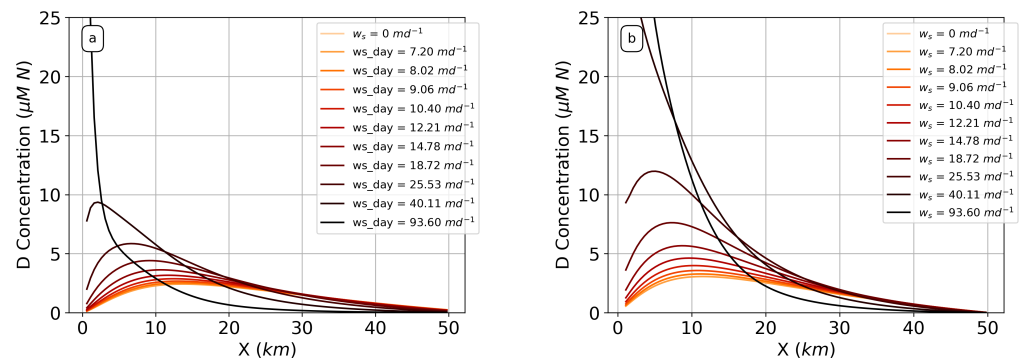 a
25
20
15
10
5
0
0 10 20 30 40 50
D Concentration (μM N)
X (km)
w_s = 0 md⁻¹
ws_day = 7.20 md⁻¹
ws_day = 8.02 md⁻¹
ws_day = 9.06 md⁻¹
ws_day = 10.40 md⁻¹
ws_day = 12.21 md⁻¹
ws_day = 14.78 md⁻¹
ws_day = 18.72 md⁻¹
ws_day = 25.53 md⁻¹
ws_day = 40.11 md⁻¹
ws_day = 93.60 md⁻¹
b
25
20
15
10
5
0
0 10 20 30 40 50
D Concentration (μM N)
X (km)
w_s = 0 md⁻¹
w_s = 7.20 md⁻¹
w_s = 8.02 md⁻¹
w_s = 9.06 md⁻¹
w_s = 10.40 md⁻¹
w_s = 12.21 md⁻¹
w_s = 14.78 md⁻¹
w_s = 18.72 md⁻¹
w_s = 25.53 md⁻¹
w_s = 40.11 md⁻¹
w_s = 93.60 md⁻¹